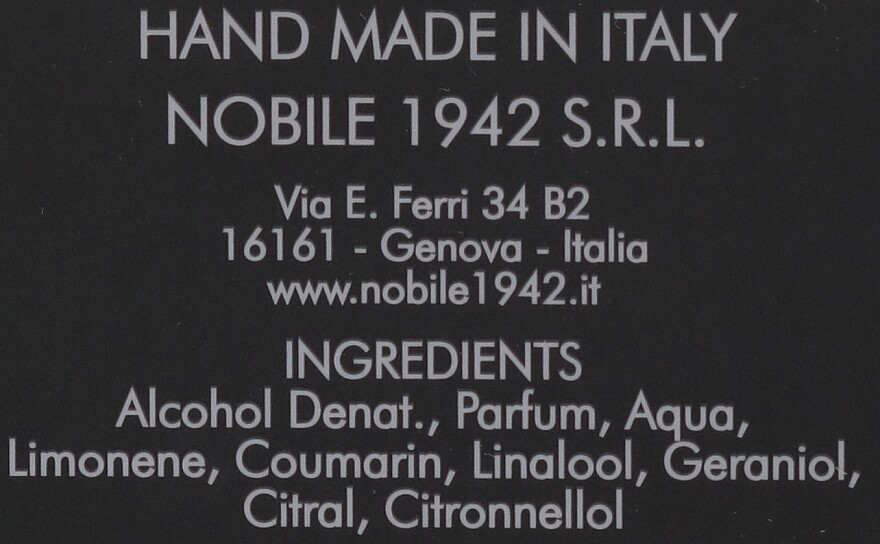 HAND MADE IN ITALY
NOBILE 1942 S.R.L.
Via E. Ferri 34 B2
16161 - Genova - Italia
www.nobile1942.it
INGREDIENTS
Alcohol Denat., Parfum, Aqua,
Limonene, Coumarin, Linalool, Geraniol,
Citral, Citronnellol